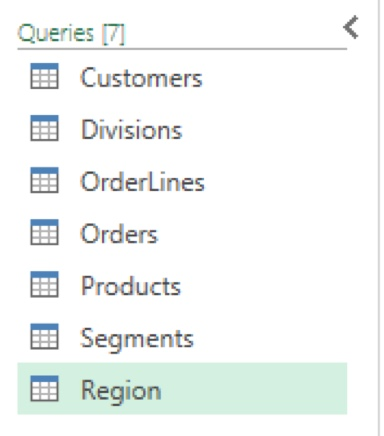 Queries [7]
Customers
Divisions
OrderLines
Orders
Products
Segments
Region